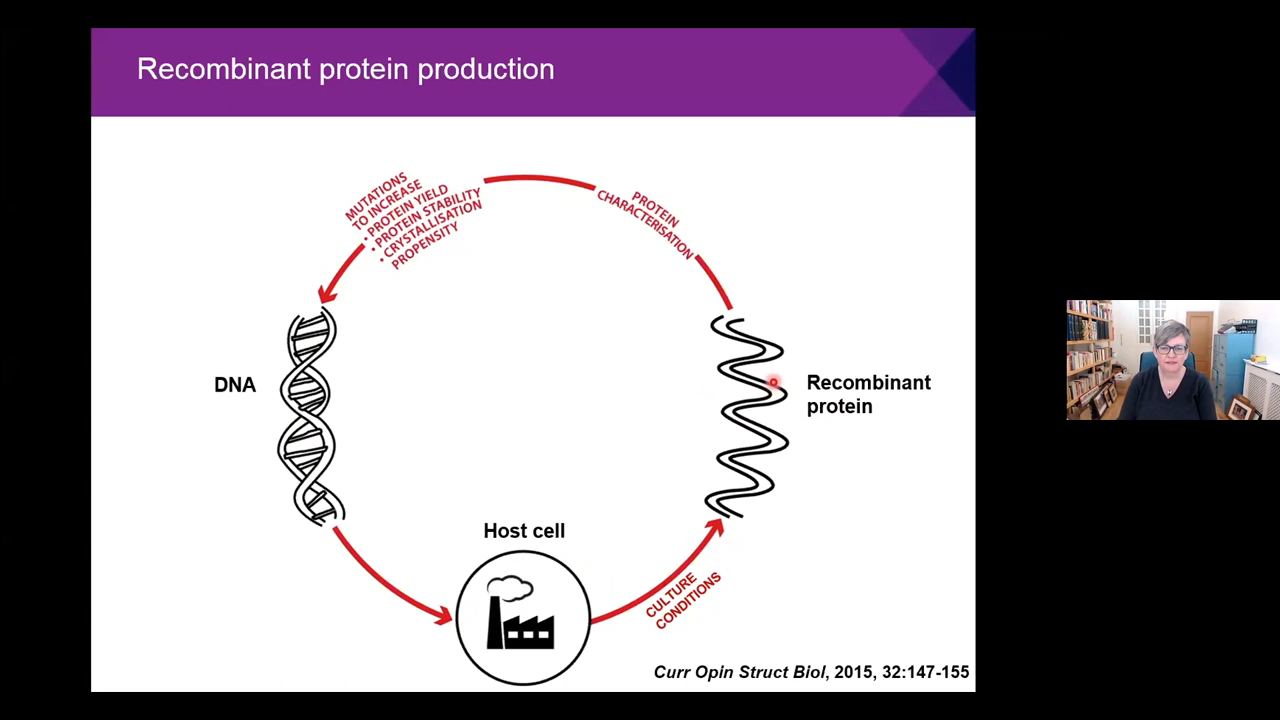 Recombinant protein production
MUTATIONS
TO INCREASE
• PROTEIN YIELD
• PROTEIN STABILITY
• CRYSTALLISATION
PROPENSITY
PROTEIN
CHARACTERISATION
DNA
Recombinant
protein
Host cell
CULTURE
CONDITIONS
Curr Opin Struct Biol, 2015, 32:147-155